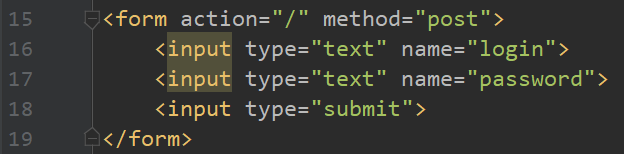 15 <form action="/" method="post">
16     <input type="text" name="login">
17     <input type="text" name="password">
18     <input type="submit">
19 </form>